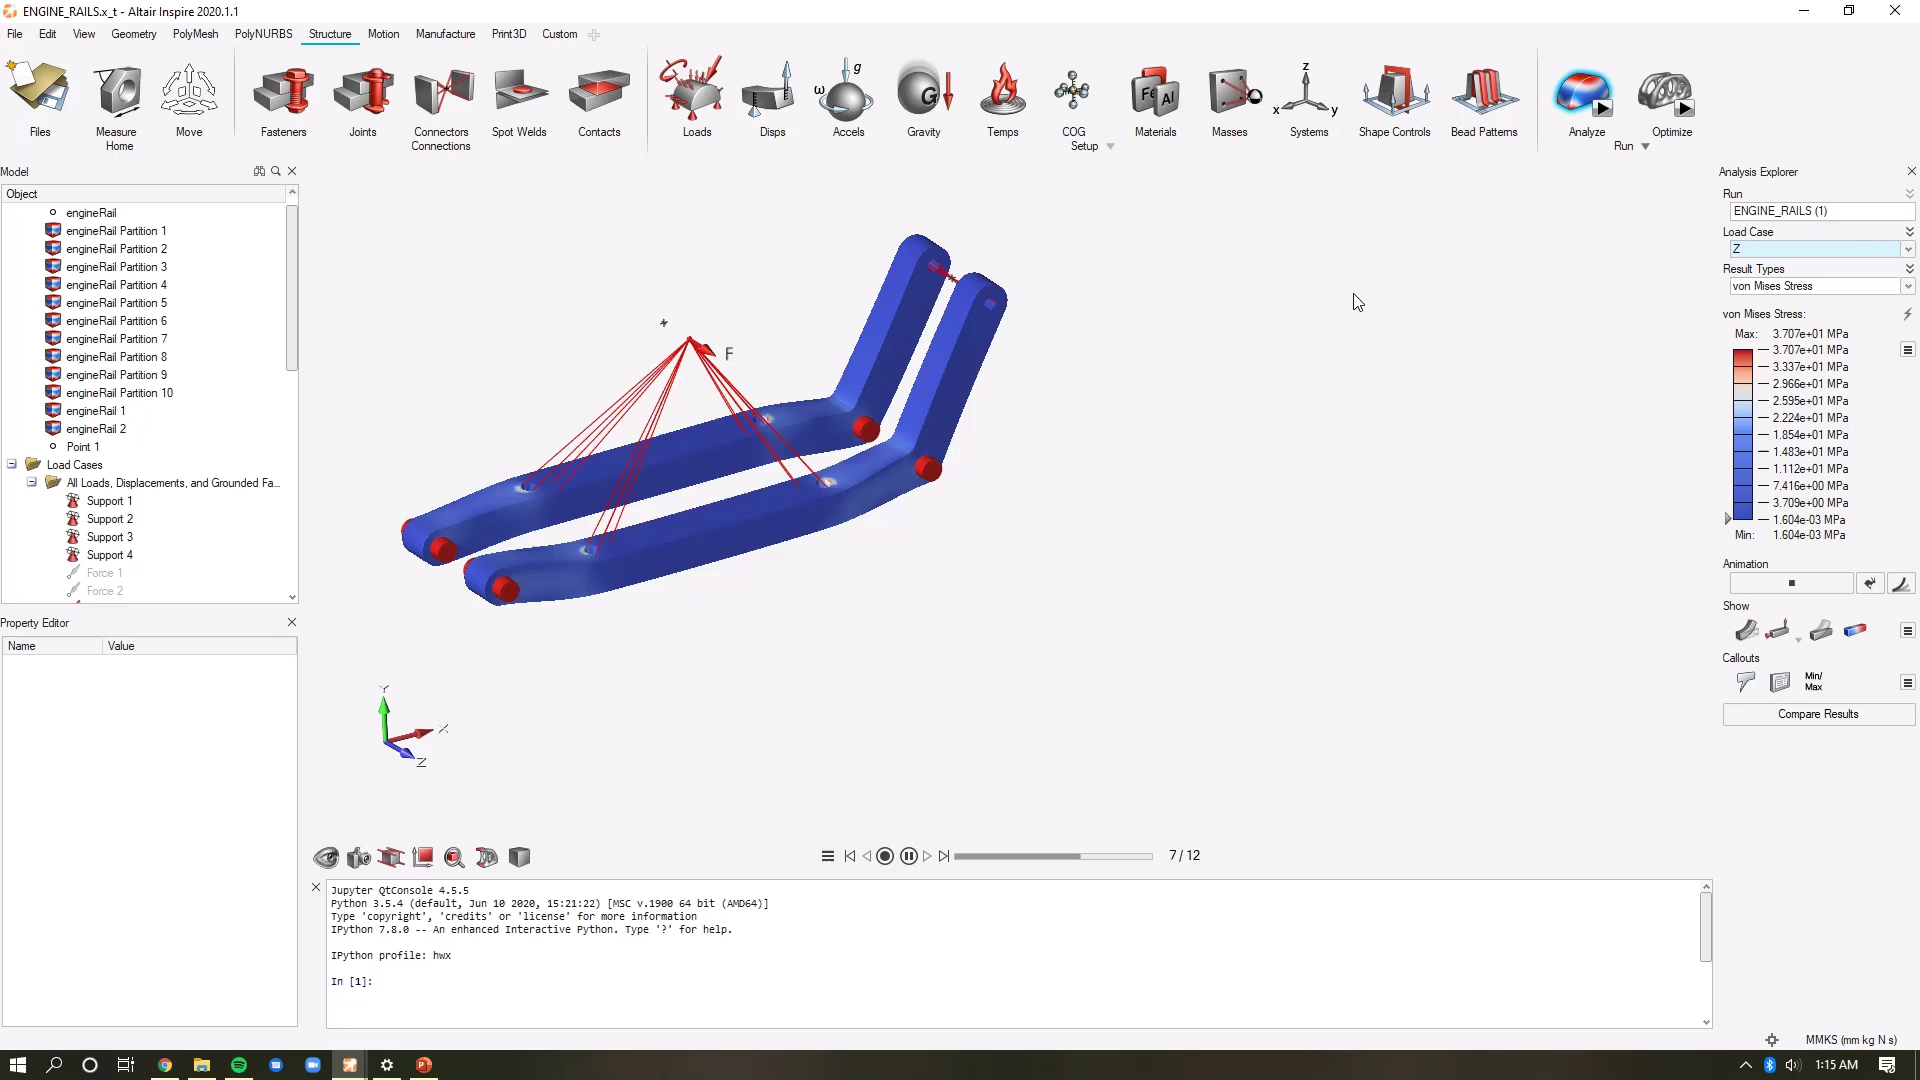 ENGINE_RAILS.x_t - Altair Inspire 2020.1.1
File Edit View Geometry PolyMesh PolyNURBS Structure Motion Manufacture Print3D Custom
g
ω
G
Fe Al
z
x y
Files Measure Move Fasteners Joints Connectors Spot Welds Contacts Loads Disps Accels Gravity Temps COG Materials Masses Systems Shape Controls Bead Patterns Analyze Optimize
Home Connections Setup Run
Model
Object
engineRail
engineRail Partition 1
engineRail Partition 2
engineRail Partition 3
engineRail Partition 4
engineRail Partition 5
engineRail Partition 6
engineRail Partition 7
engineRail Partition 8
engineRail Partition 9
engineRail Partition 10
engineRail 1
engineRail 2
Point 1
Load Cases
All Loads, Displacements, and Grounded Fa...
Support 1
Support 2
Support 3
Support 4
Force 1
Force 2
Property Editor
Name Value
F
Y
X
Z
7 / 12
Jupyter QtConsole 4.5.5
Python 3.5.4 (default, Jun 10 2020, 15:21:22) [MSC v.1900 64 bit (AMD64)]
Type 'copyright', 'credits' or 'license' for more information
IPython 7.8.0 -- An enhanced Interactive Python. Type '?' for help.
IPython profile: hwx
In [1]:
Analysis Explorer
Run
ENGINE_RAILS (1)
Load Case
Z
Result Types
von Mises Stress
von Mises Stress:
Max: 3.707e+01 MPa
3.707e+01 MPa
3.337e+01 MPa
2.966e+01 MPa
2.595e+01 MPa
2.224e+01 MPa
1.854e+01 MPa
1.483e+01 MPa
1.112e+01 MPa
7.416e+00 MPa
3.709e+00 MPa
1.604e-03 MPa
Min: 1.604e-03 MPa
Animation
Show
Callouts
Min/
Max
Compare Results
MMKS (mm kg N s)
1:15 AM